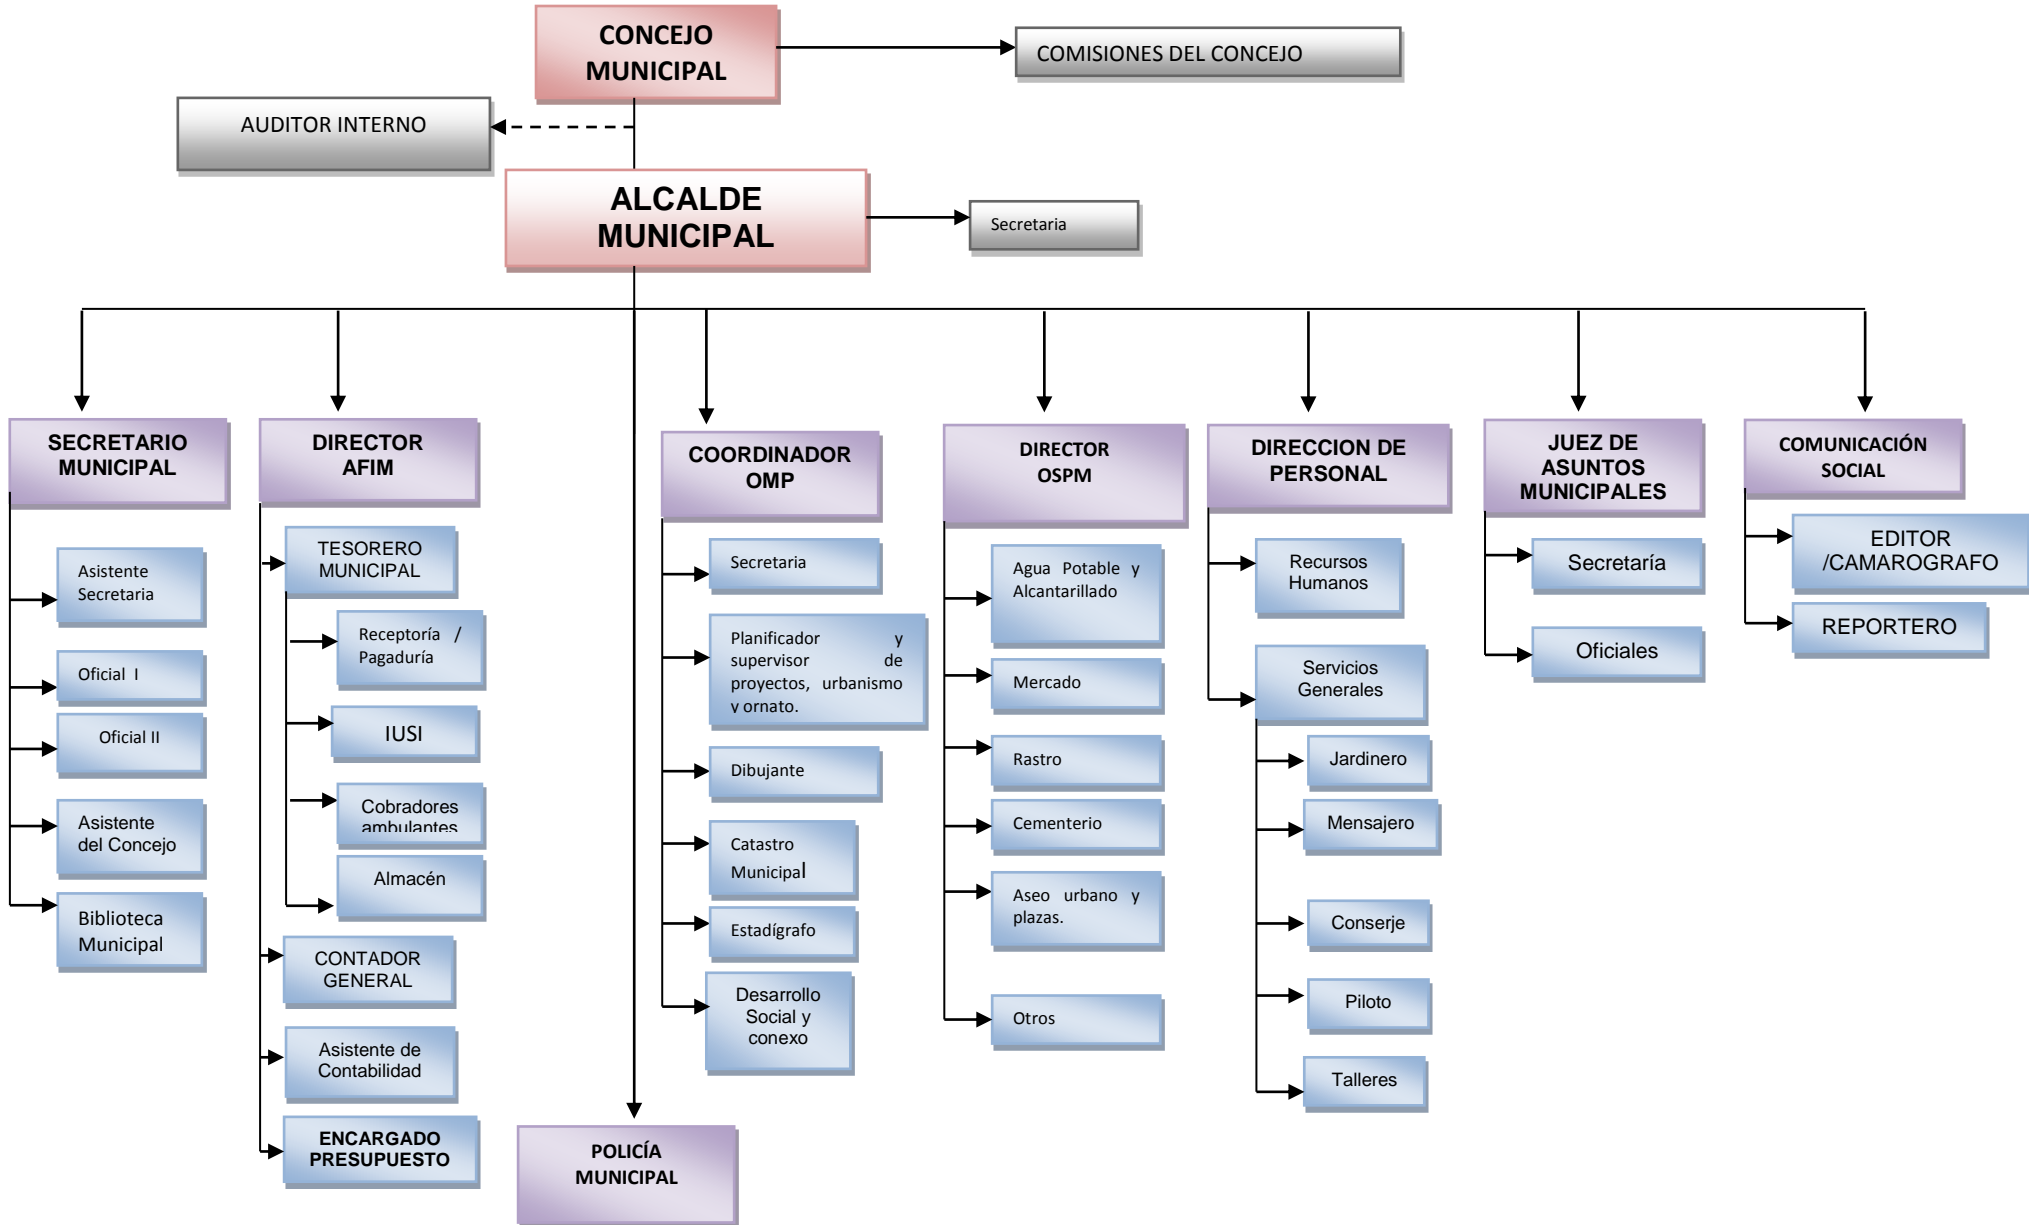 CONCEJO
MUNICIPAL
COMISIONES DEL CONCEJO
AUDITOR INTERNO
ALCALDE
MUNICIPAL
Secretaria
SECRETARIO
MUNICIPAL
Asistente
Secretaria
Oficial I
Oficial II
Asistente
del Concejo
Biblioteca
Municipal
DIRECTOR
AFIM
TESORERO
MUNICIPAL
Receptoría /
Pagaduría
IUSI
Cobradores
ambulantes
Almacén
CONTADOR
GENERAL
Asistente de
Contabilidad
ENCARGADO
PRESUPUESTO
POLICÍA
MUNICIPAL
COORDINADOR
OMP
Secretaria
Planificador y
supervisor de
proyectos, urbanismo
y ornato.
Dibujante
Catastro
Municipal
Estadígrafo
Desarrollo
Social y
conexo
DIRECTOR
OSPM
Agua Potable y
Alcantarillado
Mercado
Rastro
Cementerio
Aseo urbano y
plazas.
Otros
DIRECCION DE
PERSONAL
Recursos
Humanos
Servicios
Generales
Jardinero
Mensajero
Conserje
Piloto
Talleres
JUEZ DE
ASUNTOS
MUNICIPALES
Secretaría
Oficiales
COMUNICACIÓN
SOCIAL
EDITOR
/CAMAROGRAFO
REPORTERO